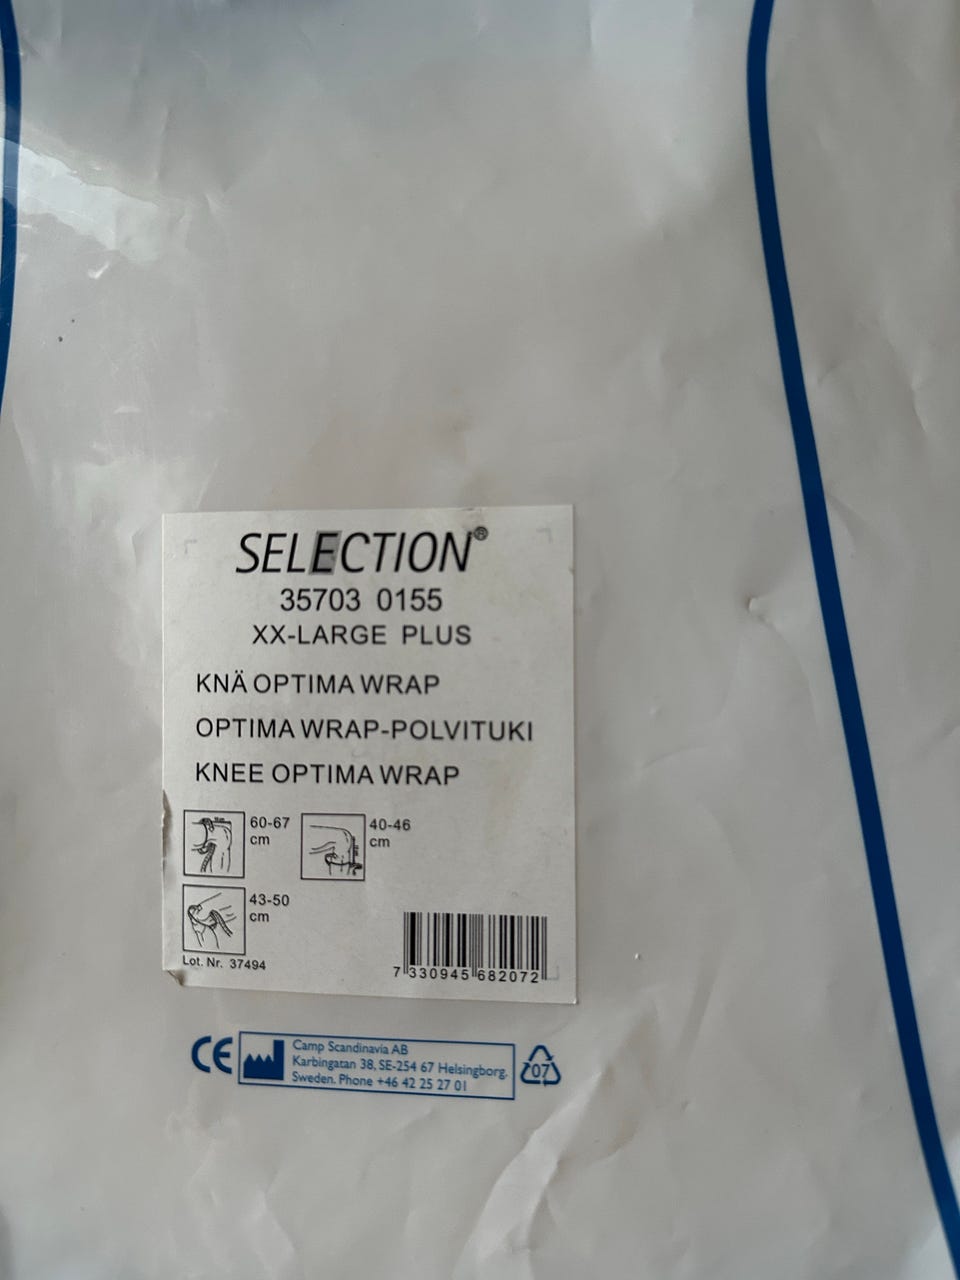 SELECTION®
35703 0155
XX-LARGE PLUS
KNÄ OPTIMA WRAP
OPTIMA WRAP-POLVITUKI
KNEE OPTIMA WRAP
60-67
cm
40-46
cm
43-50
cm
Lot. Nr. 37494
7 330945 682072
CE
Camp Scandinavia AB
Karbingatan 38, SE-254 67 Helsingborg,
Sweden. Phone +46 42 25 27 01
07